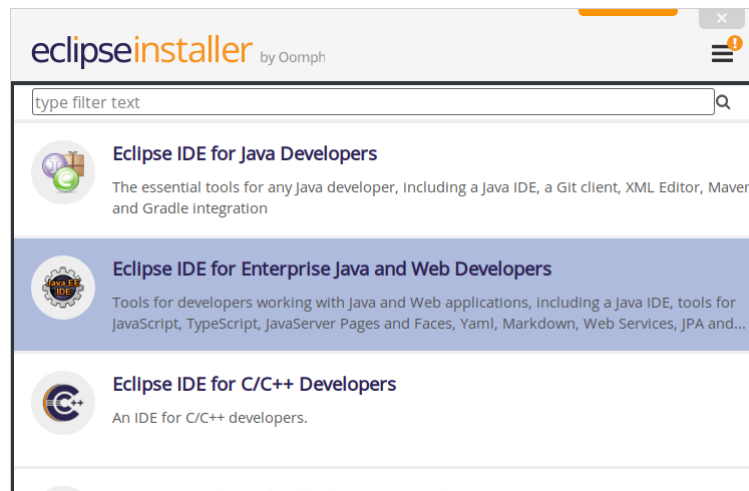 eclipseinstaller by Oomph
type filter text
Eclipse IDE for Java Developers
The essential tools for any Java developer, including a Java IDE, a Git client, XML Editor, Maven
and Gradle integration
Java EE
IDE
Eclipse IDE for Enterprise Java and Web Developers
Tools for developers working with Java and Web applications, including a Java IDE, tools for
JavaScript, TypeScript, JavaServer Pages and Faces, Yaml, Markdown, Web Services, JPA and...
C++
Eclipse IDE for C/C++ Developers
An IDE for C/C++ developers.